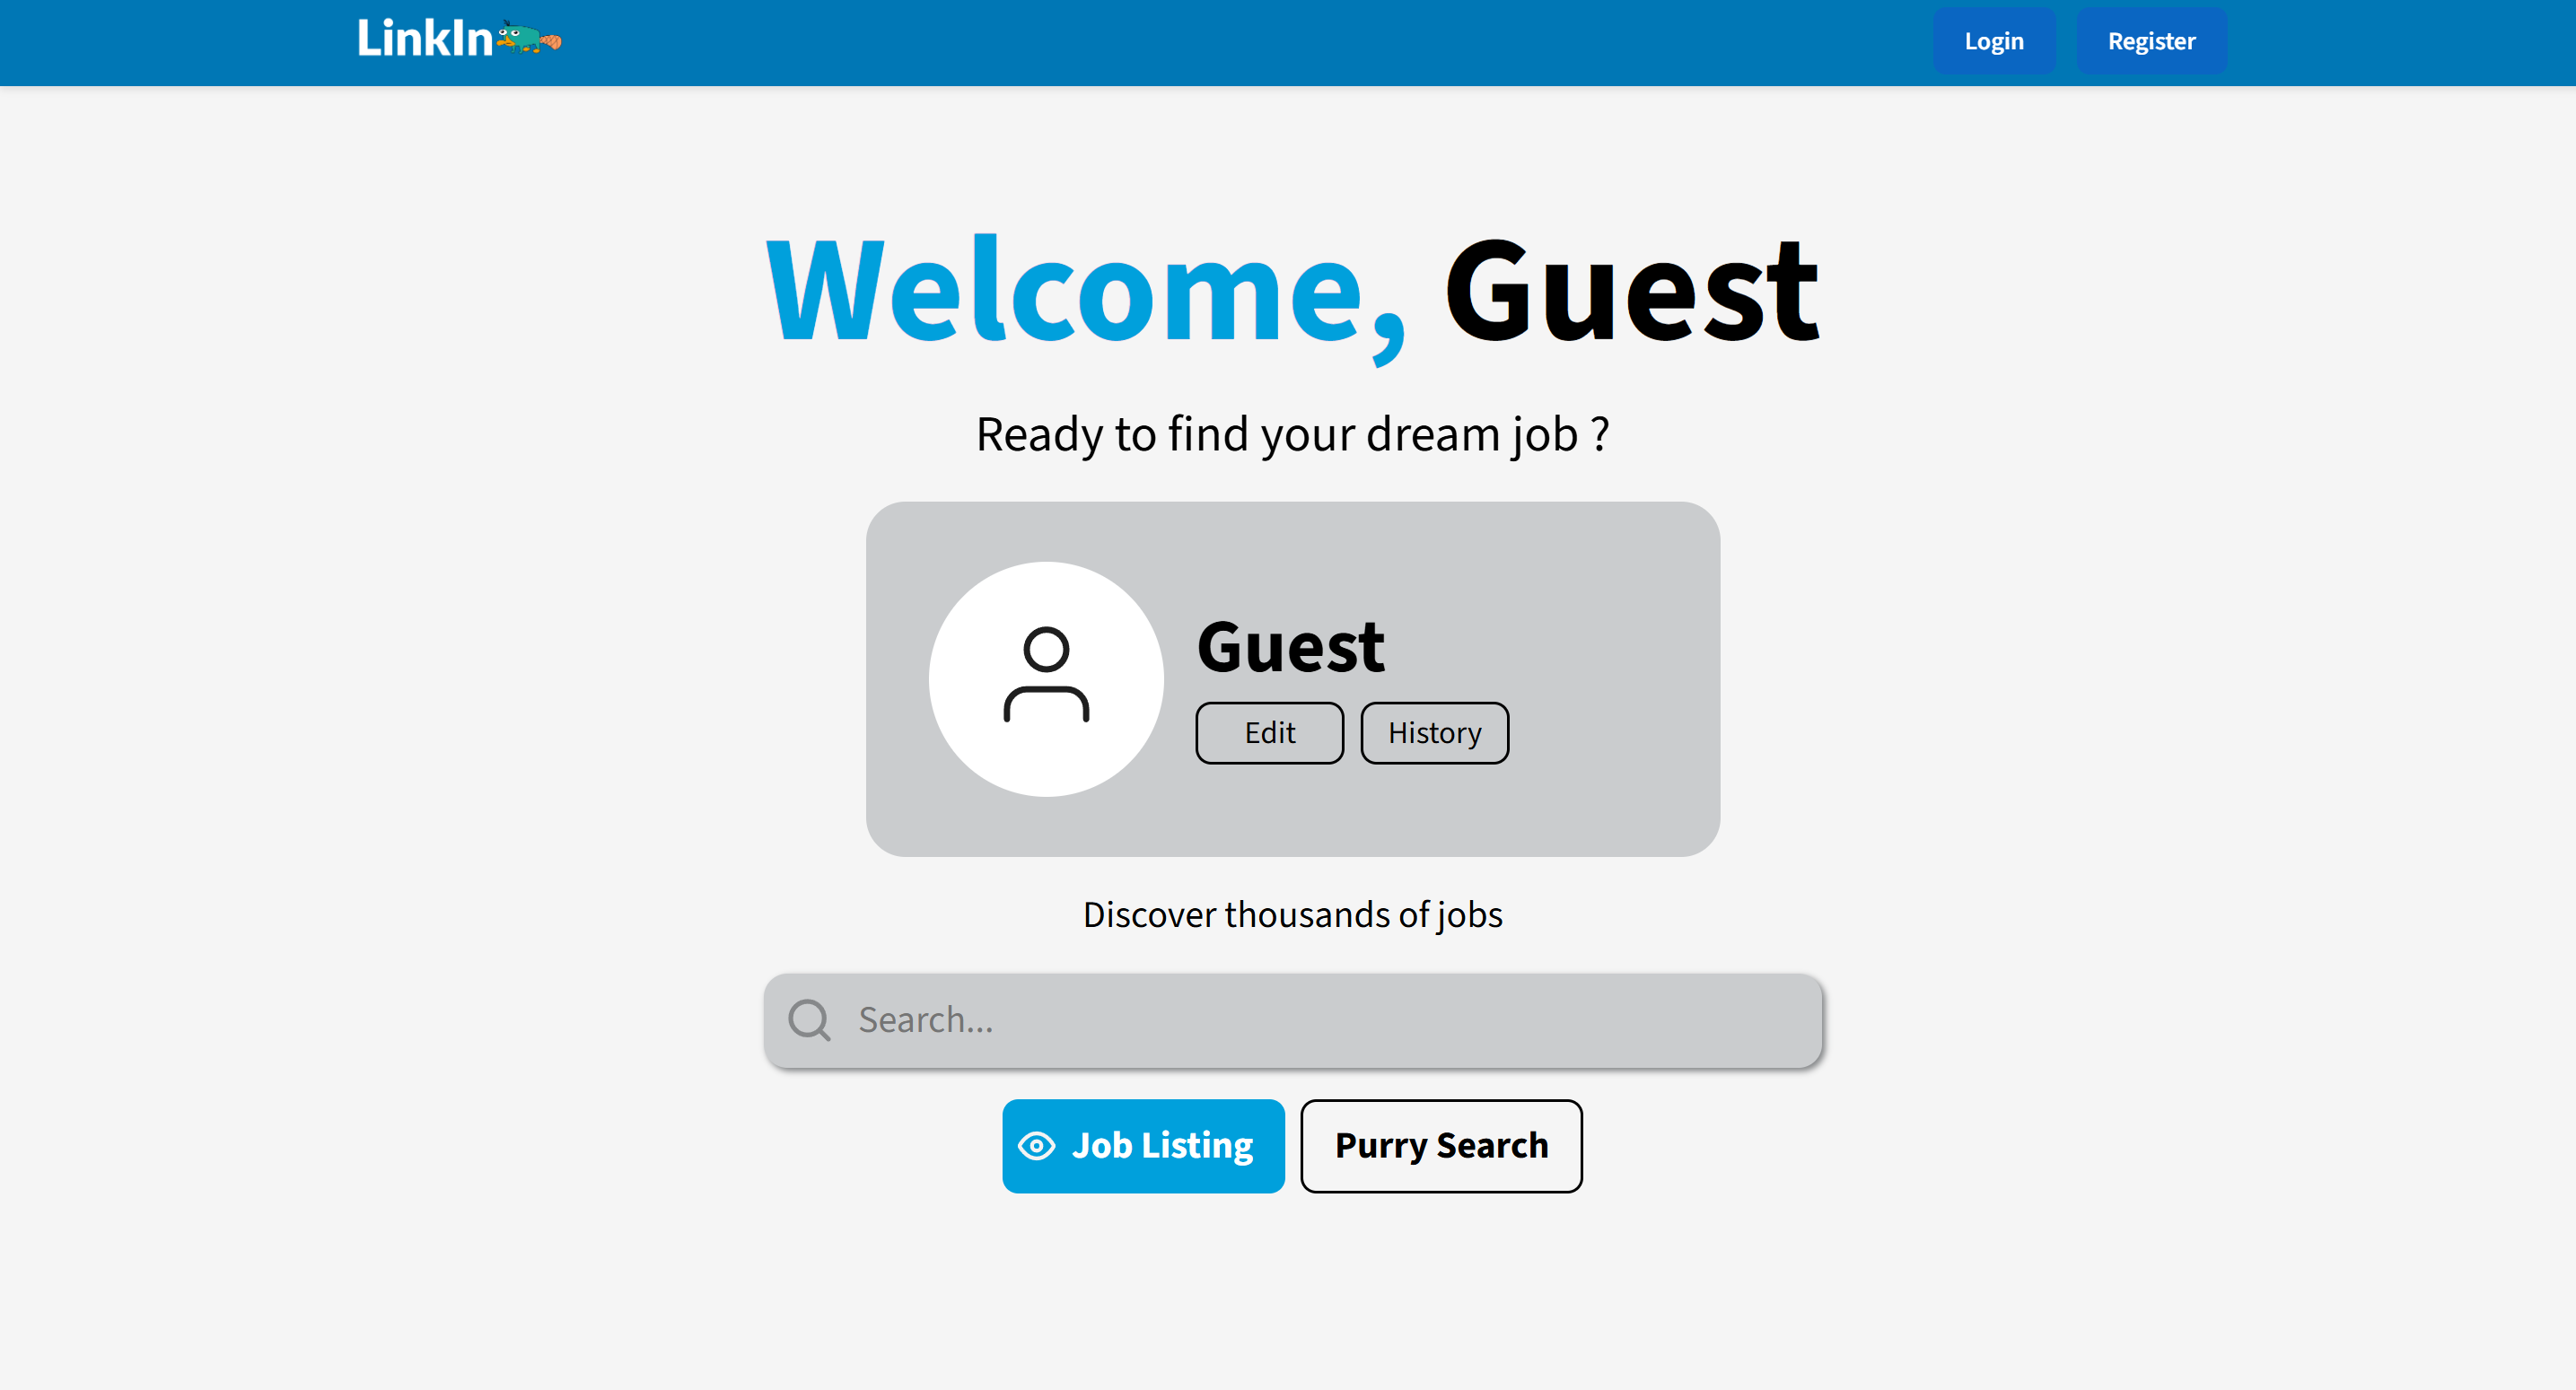 LinkIn
Login
Register
Welcome, Guest
Ready to find your dream job ?
Guest
Edit
History
Discover thousands of jobs
Search...
Job Listing
Purry Search